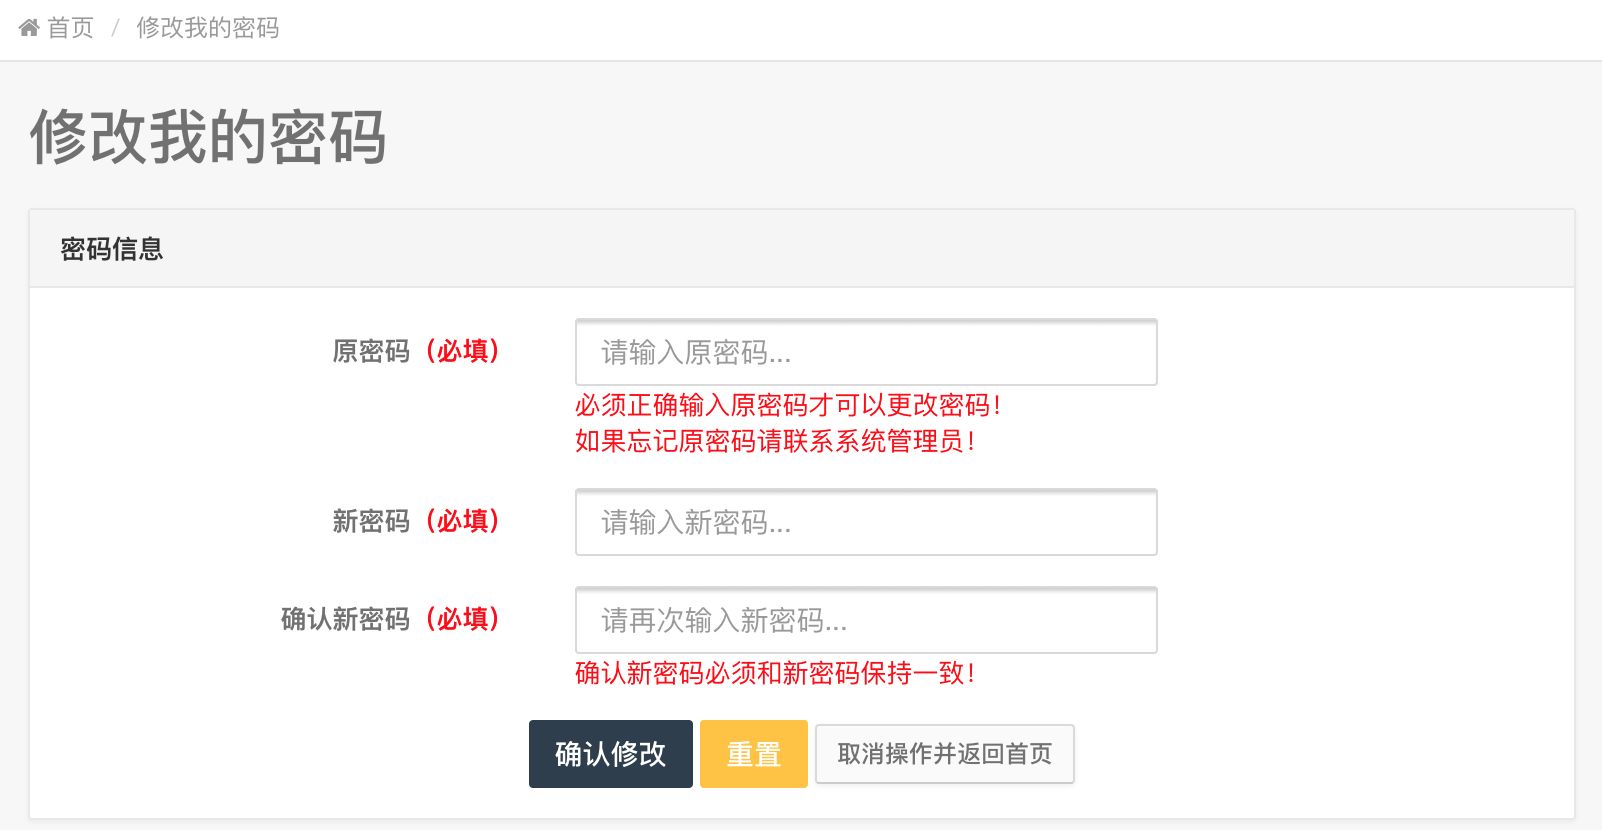 首页 / 修改我的密码
修改我的密码
密码信息
原密码（必填）
请输入原密码...
必须正确输入原密码才可以更改密码！
如果忘记原密码请联系系统管理员！
新密码（必填）
请输入新密码...
确认新密码（必填）
请再次输入新密码...
确认新密码必须和新密码保持一致！
确认修改 重置 取消操作并返回首页